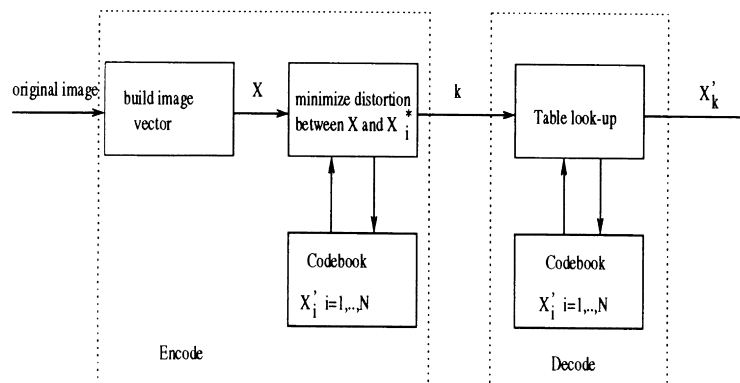 original image
build image
vector
X
minimize distortion
between X and X*i
k
Table look-up
X'k
Codebook
X'i i=1,..,N
Codebook
X'i i=1,..,N
Encode
Decode